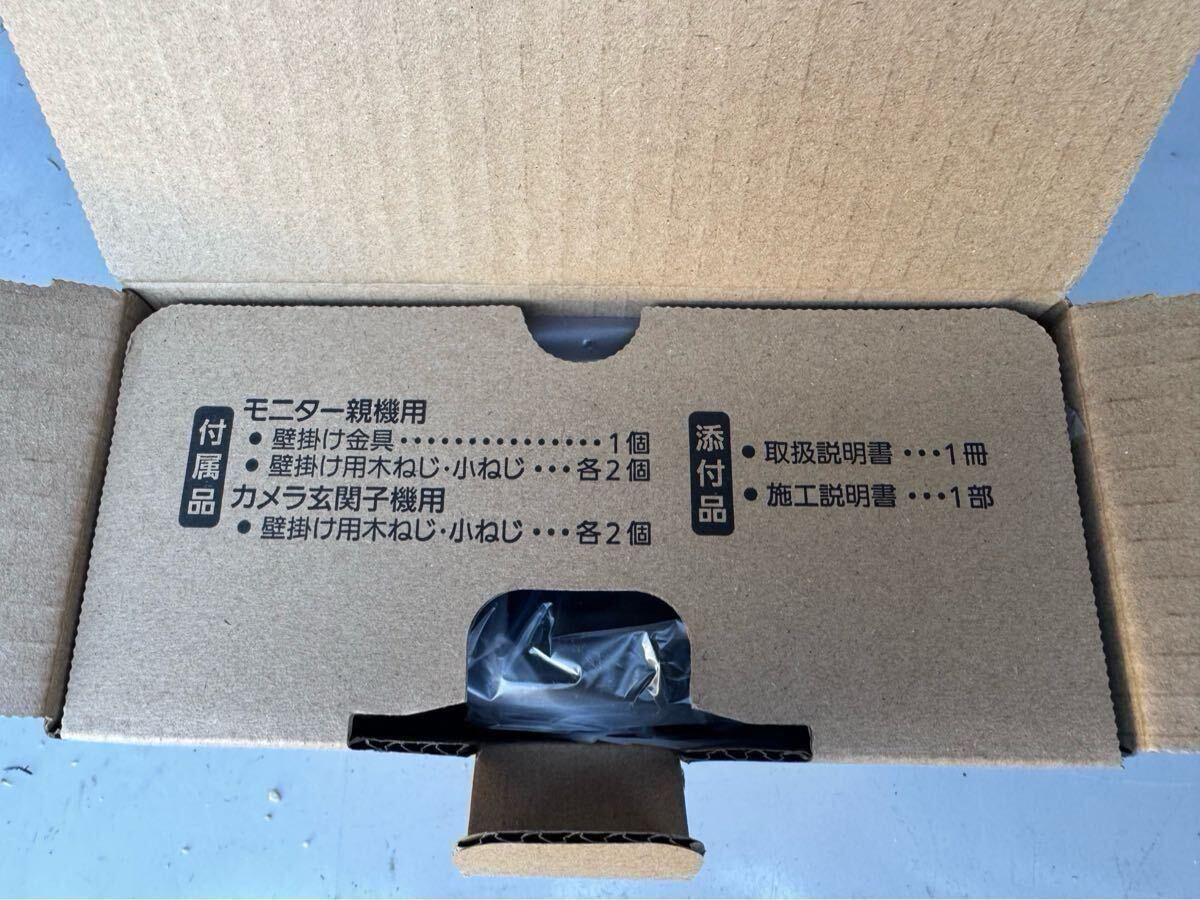 付属品
モニター親機用
● 壁掛け金具・・・・・・・・・・・・・・・1個
● 壁掛け用木ねじ・小ねじ・・・各2個
カメラ玄関子機用
● 壁掛け用木ねじ・小ねじ・・・各2個
添付品
● 取扱説明書・・・1冊
● 施工説明書・・・1部